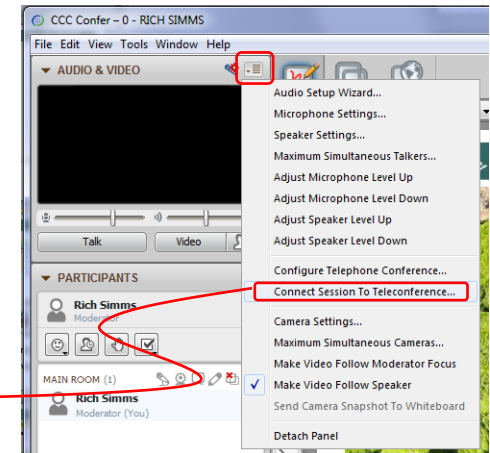 CCC Confer – 0 - RICH SIMMS
File Edit View Tools Window Help
AUDIO & VIDEO
Talk
Video
PARTICIPANTS
Rich Simms
Moderator
MAIN ROOM (1)
Rich Simms
Moderator (You)
Audio Setup Wizard...
Microphone Settings...
Speaker Settings...
Maximum Simultaneous Talkers...
Adjust Microphone Level Up
Adjust Microphone Level Down
Adjust Speaker Level Up
Adjust Speaker Level Down
Configure Telephone Conference...
Connect Session To Teleconference...
Camera Settings...
Maximum Simultaneous Cameras...
Make Video Follow Moderator Focus
Make Video Follow Speaker
Send Camera Snapshot To Whiteboard
Detach Panel